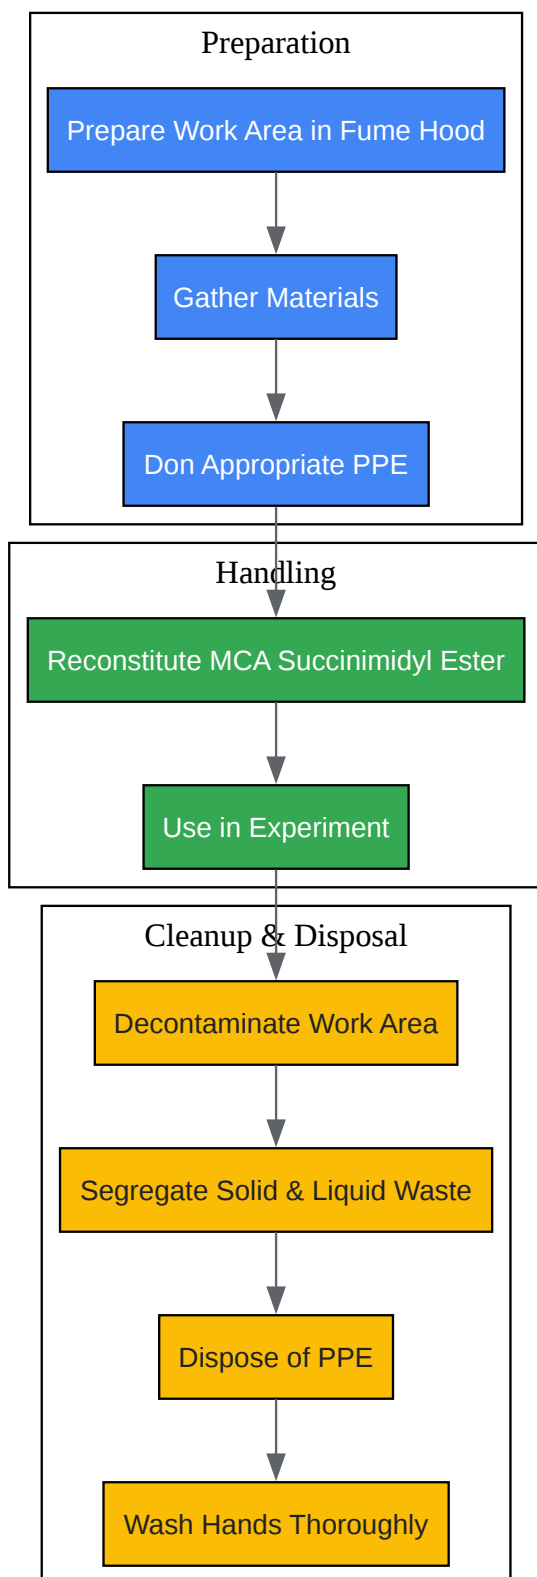 Preparation
Prepare Work Area in Fume Hood
Gather Materials
Don Appropriate PPE
Handling
Reconstitute MCA Succinimidyl Ester
Use in Experiment
Cleanup & Disposal
Decontaminate Work Area
Segregate Solid & Liquid Waste
Dispose of PPE
Wash Hands Thoroughly